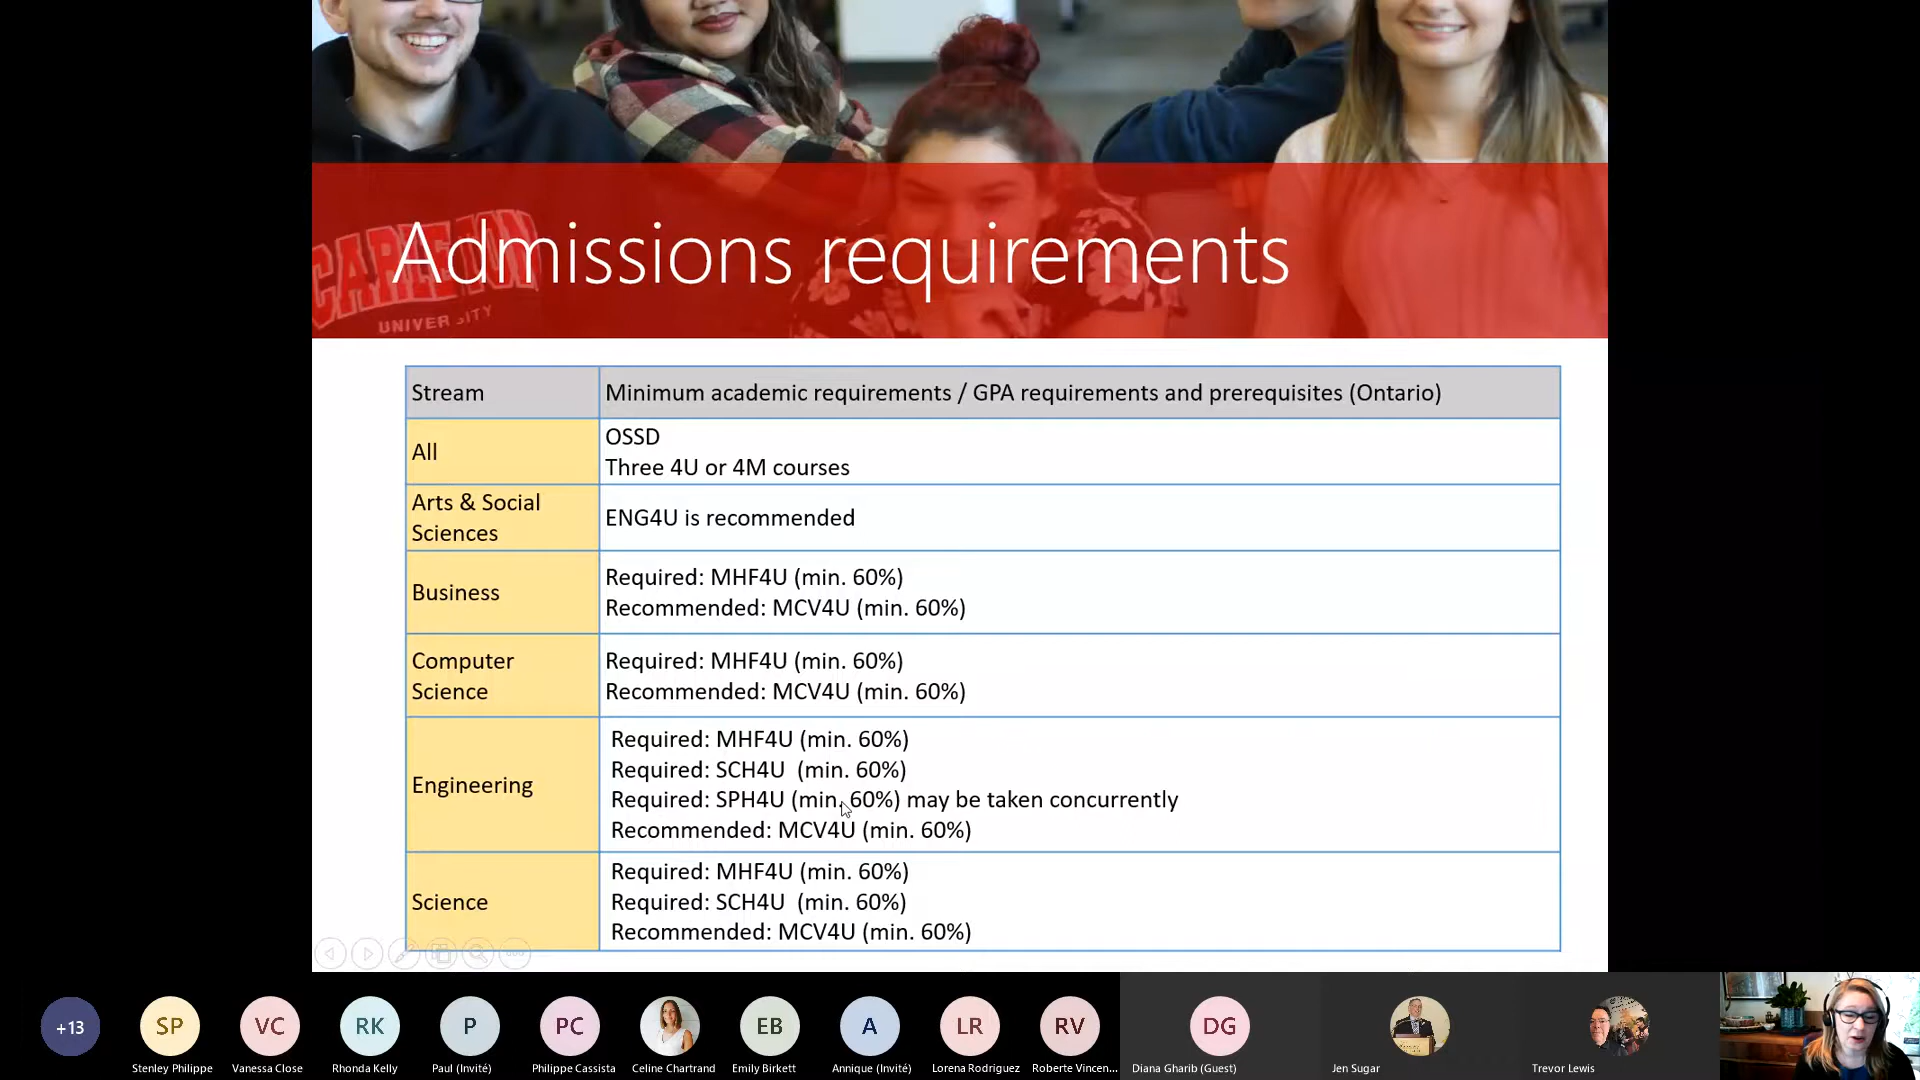 CARLETON
UNIVERSITY
Admissions requirements
Stream
Minimum academic requirements / GPA requirements and prerequisites (Ontario)
All
OSSD
Three 4U or 4M courses
Arts & Social
Sciences
ENG4U is recommended
Business
Required: MHF4U (min. 60%)
Recommended: MCV4U (min. 60%)
Computer
Science
Required: MHF4U (min. 60%)
Recommended: MCV4U (min. 60%)
Engineering
Required: MHF4U (min. 60%)
Required: SCH4U (min. 60%)
Required: SPH4U (min. 60%) may be taken concurrently
Recommended: MCV4U (min. 60%)
Science
Required: MHF4U (min. 60%)
Required: SCH4U (min. 60%)
Recommended: MCV4U (min. 60%)
+13
SP
VC
RK
P
PC
EB
A
LR
RV
DG
Stenley Philippe
Vanessa Close
Rhonda Kelly
Paul (Invité)
Philippe Cassista
Celine Chartrand
Emily Birkett
Annique (Invité)
Lorena Rodriguez
Roberte Vincen...
Diana Gharib (Guest)
Jen Sugar
Trevor Lewis